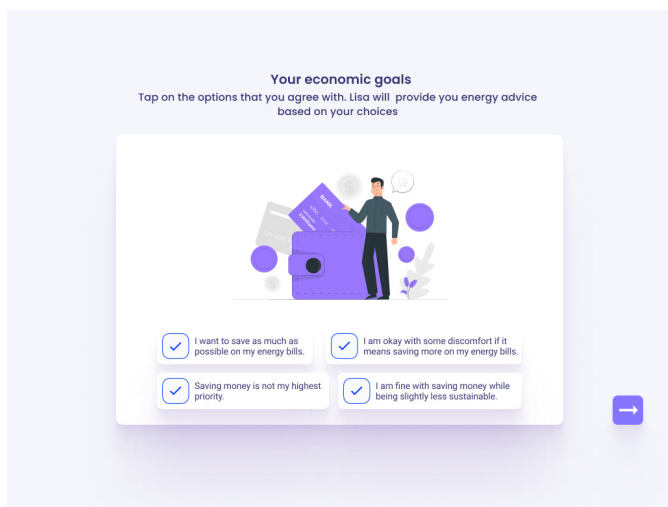 Your economic goals
Tap on the options that you agree with. Lisa will provide you energy advice
based on your choices
BANK
I want to save as much as
possible on my energy bills.
I am okay with some discomfort if it
means saving more on my energy bills.
Saving money is not my highest
priority.
I am fine with saving money while
being slightly less sustainable.